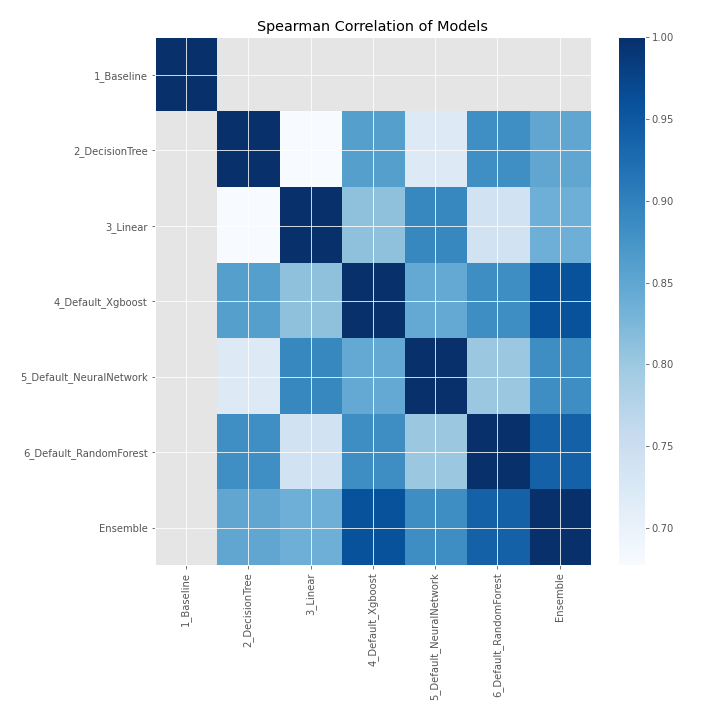 Spearman Correlation of Models
1_Baseline
2_DecisionTree
3_Linear
4_Default_Xgboost
5_Default_NeuralNetwork
6_Default_RandomForest
Ensemble
1_Baseline
2_DecisionTree
3_Linear
4_Default_Xgboost
5_Default_NeuralNetwork
6_Default_RandomForest
Ensemble
1.00
0.95
0.90
0.85
0.80
0.75
0.70